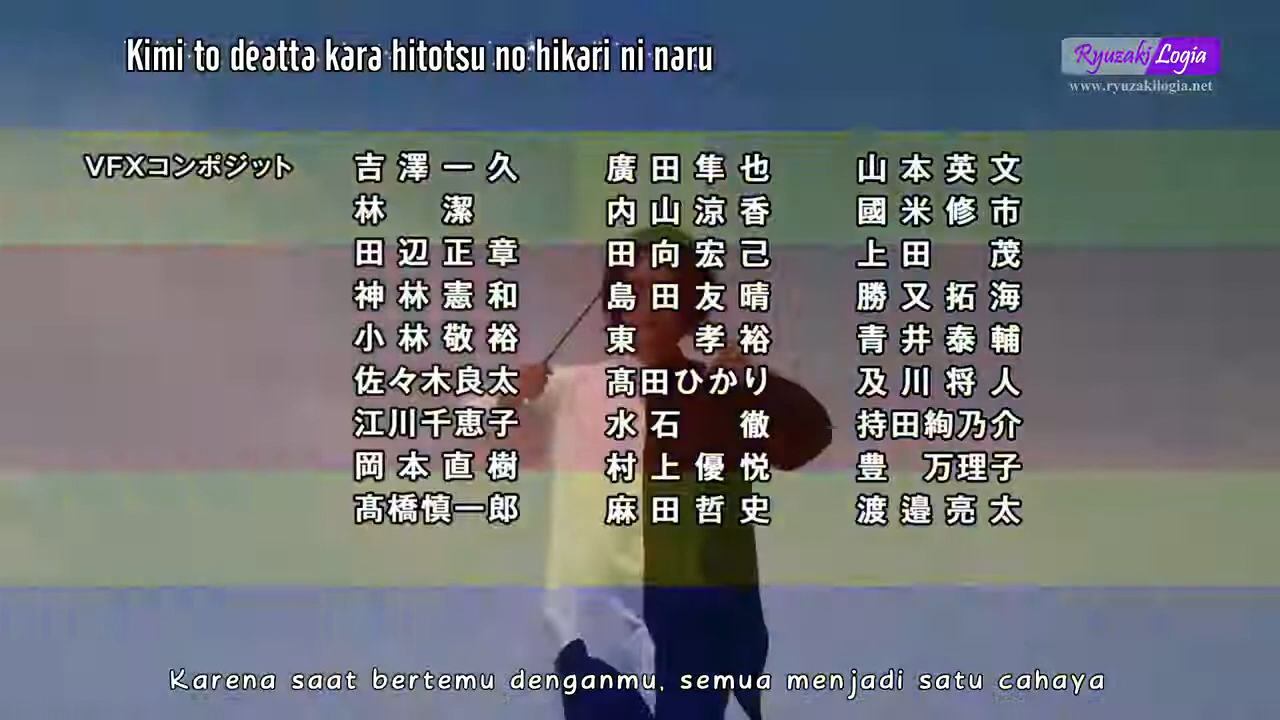 Kimi to deatta kara hitotsu no hikari ni naru
Ryuzaki Logia
www.ryuzakilogia.net
VFXコンポジット 吉澤一久 廣田隼也 山本英文
林 潔 内山涼香 國米修市
田辺正章 田向宏己 上田 茂
神林憲和 島田友晴 勝又拓海
小林敬裕 東 孝裕 青井泰輔
佐々木良太 髙田ひかり 及川将人
江川千恵子 水石 徹 持田絢乃介
岡本直樹 村上優悦 豊 万理子
髙橋慎一郎 麻田哲史 渡邉亮太
Karena saat bertemu denganmu, semua menjadi satu cahaya